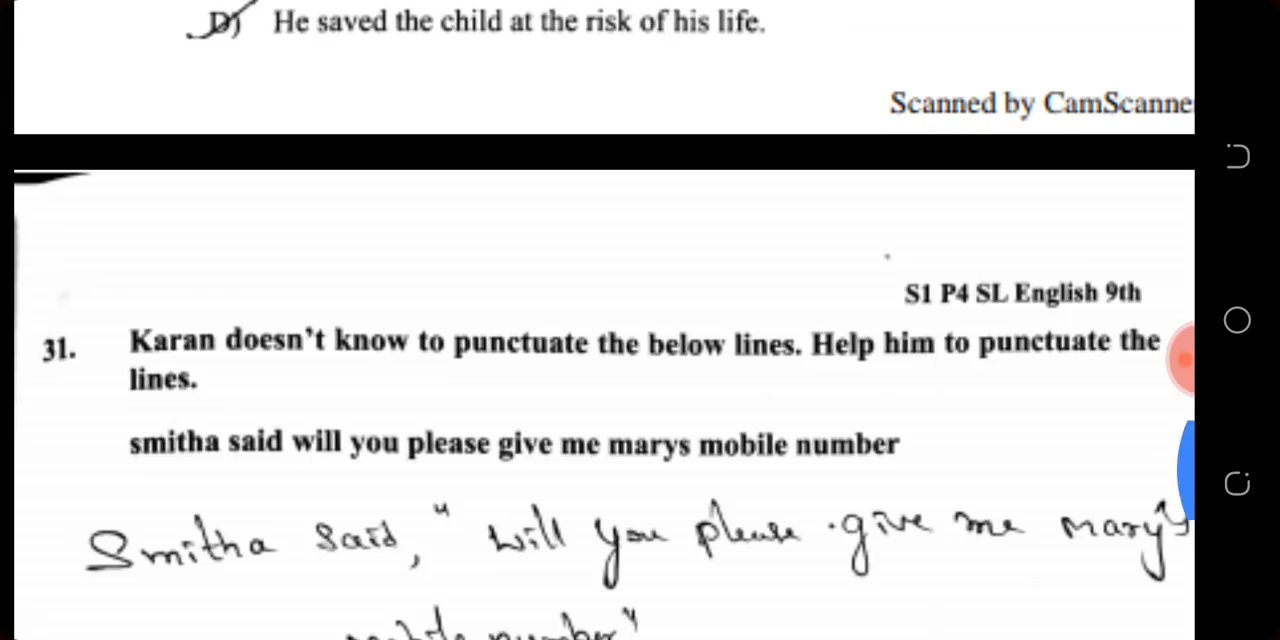 D) He saved the child at the risk of his life.
Scanned by CamScanne
S1 P4 SL English 9th
31. Karan doesn't know to punctuate the below lines. Help him to punctuate the
lines.
smitha said will you please give me marys mobile number
Smitha said, " will you please give me mary's
mobile number"